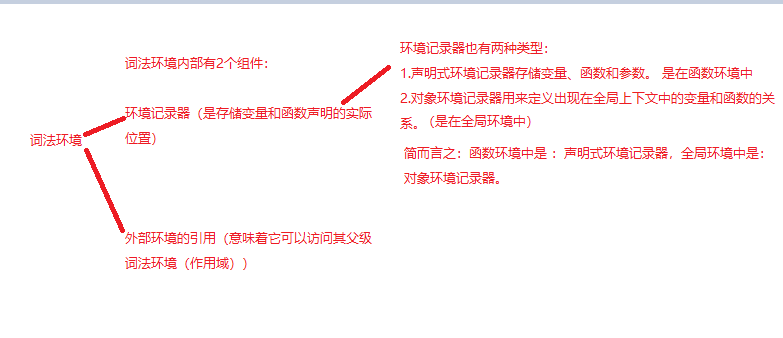 词法环境
词法环境内部有2个组件：
环境记录器（是存储变量和函数声明的实际
位置）
外部环境的引用（意味着它可以访问其父级
词法环境（作用域））
环境记录器也有两种类型：
1.声明式环境记录器存储变量、函数和参数。 是在函数环境中
2.对象环境记录器用来定义出现在全局上下文中的变量和函数的关
系。（是在全局环境中）
简而言之：函数环境中是 ：声明式环境记录器，全局环境中是：
对象环境记录器。